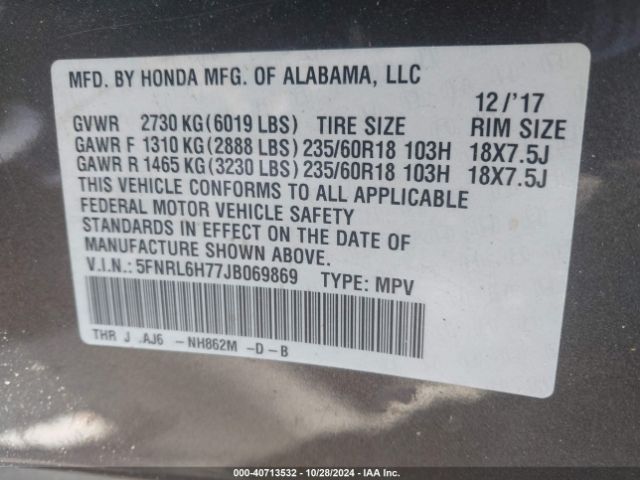 MFD. BY HONDA MFG. OF ALABAMA, LLC
12/'17
GVWR 2730 KG(6019 LBS) TIRE SIZE RIM SIZE
GAWR F 1310 KG(2888 LBS) 235/60R18 103H 18X7.5J
GAWR R 1465 KG(3230 LBS) 235/60R18 103H 18X7.5J
THIS VEHICLE CONFORMS TO ALL APPLICABLE
FEDERAL MOTOR VEHICLE SAFETY
STANDARDS IN EFFECT ON THE DATE OF
MANUFACTURE SHOWN ABOVE.
V.I.N.: 5FNRL6H77JB069869 TYPE: MPV
THR J .AJ6 -NH862M -D-B
000-40713532 - 10/28/2024 - IAA Inc.